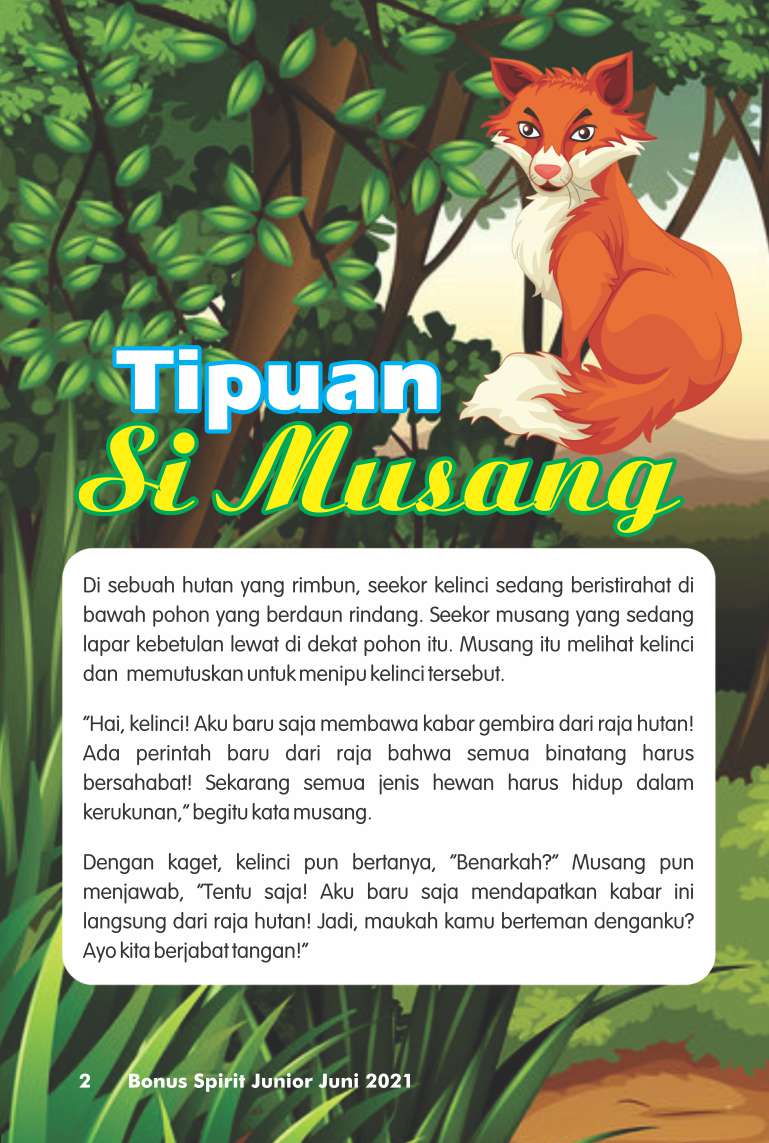 Tipuan
Si Musang
Di sebuah hutan yang rimbun, seekor kelinci sedang beristirahat di
bawah pohon yang berdaun rindang. Seekor musang yang sedang
lapar kebetulan lewat di dekat pohon itu. Musang itu melihat kelinci
dan memutuskan untuk menipu kelinci tersebut.
"Hai, kelinci! Aku baru saja membawa kabar gembira dari raja hutan!
Ada perintah baru dari raja bahwa semua binatang harus
bersahabat! Sekarang semua jenis hewan harus hidup dalam
kerukunan," begitu kata musang.
Dengan kaget, kelinci pun bertanya, "Benarkah?" Musang pun
menjawab, "Tentu saja! Aku baru saja mendapatkan kabar ini
langsung dari raja hutan! Jadi, maukah kamu berteman denganku?
Ayo kita berjabat tangan!"
2 Bonus Spirit Junior Juni 2021